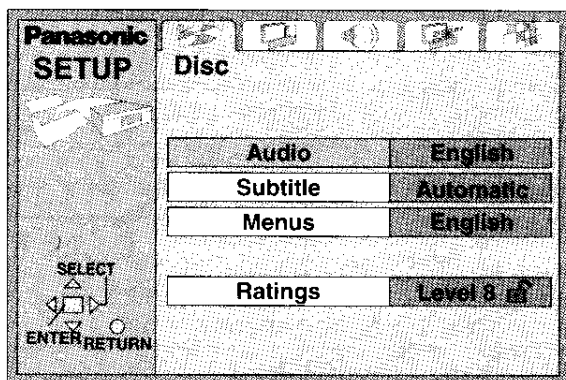 Panasonic
SETUP
Disc
Audio English
Subtitle Automatic
Menus English
Ratings Level 8
SELECT
ENTER RETURN